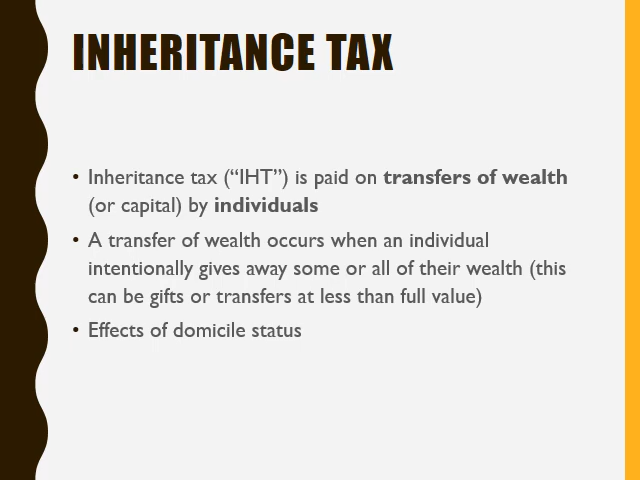 INHERITANCE TAX
• Inheritance tax (“IHT”) is paid on transfers of wealth
(or capital) by individuals
• A transfer of wealth occurs when an individual
intentionally gives away some or all of their wealth (this
can be gifts or transfers at less than full value)
• Effects of domicile status